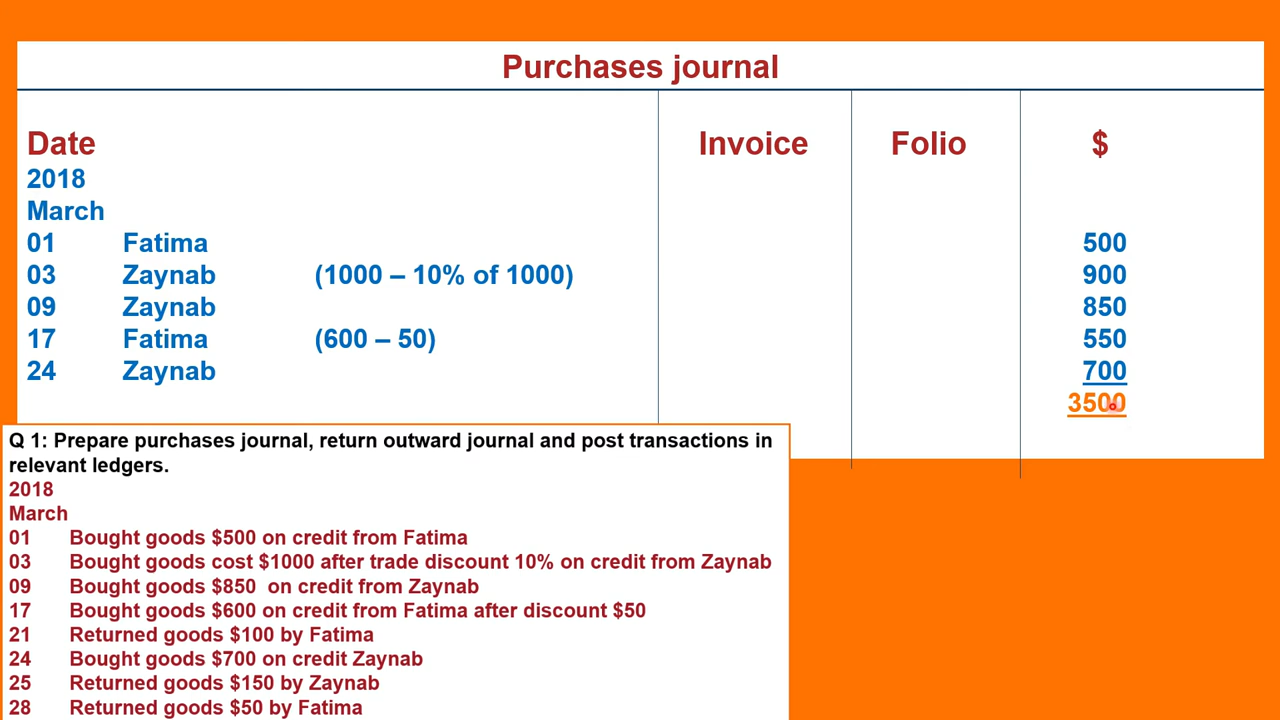 Purchases journal
Date Invoice Folio $
2018
March
01 Fatima 500
03 Zaynab (1000 – 10% of 1000) 900
09 Zaynab 850
17 Fatima (600 – 50) 550
24 Zaynab 700
3500
Q 1: Prepare purchases journal, return outward journal and post transactions in
relevant ledgers.
2018
March
01 Bought goods $500 on credit from Fatima
03 Bought goods cost $1000 after trade discount 10% on credit from Zaynab
09 Bought goods $850 on credit from Zaynab
17 Bought goods $600 on credit from Fatima after discount $50
21 Returned goods $100 by Fatima
24 Bought goods $700 on credit Zaynab
25 Returned goods $150 by Zaynab
28 Returned goods $50 by Fatima